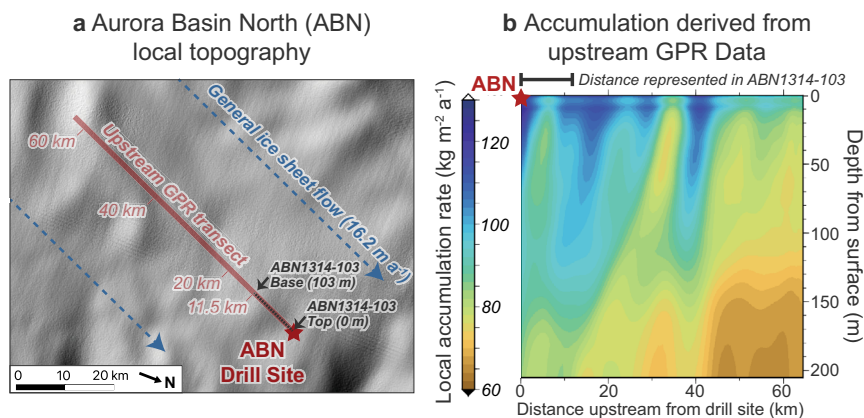 a Aurora Basin North (ABN)
local topography
60 km
40 km
20 km
11.5 km
Upstream GPR transect
General ice sheet flow (16.2 m a⁻¹)
ABN1314-103
Base (103 m)
ABN1314-103
Top (0 m)
ABN
Drill Site
0 10 20 km
N
b Accumulation derived from
upstream GPR Data
ABN
Distance represented in ABN1314-103
Local accumulation rate (kg m⁻² a⁻¹)
120
100
80
60
0
50
100
150
200
Depth from surface (m)
0 20 40 60
Distance upstream from drill site (km)